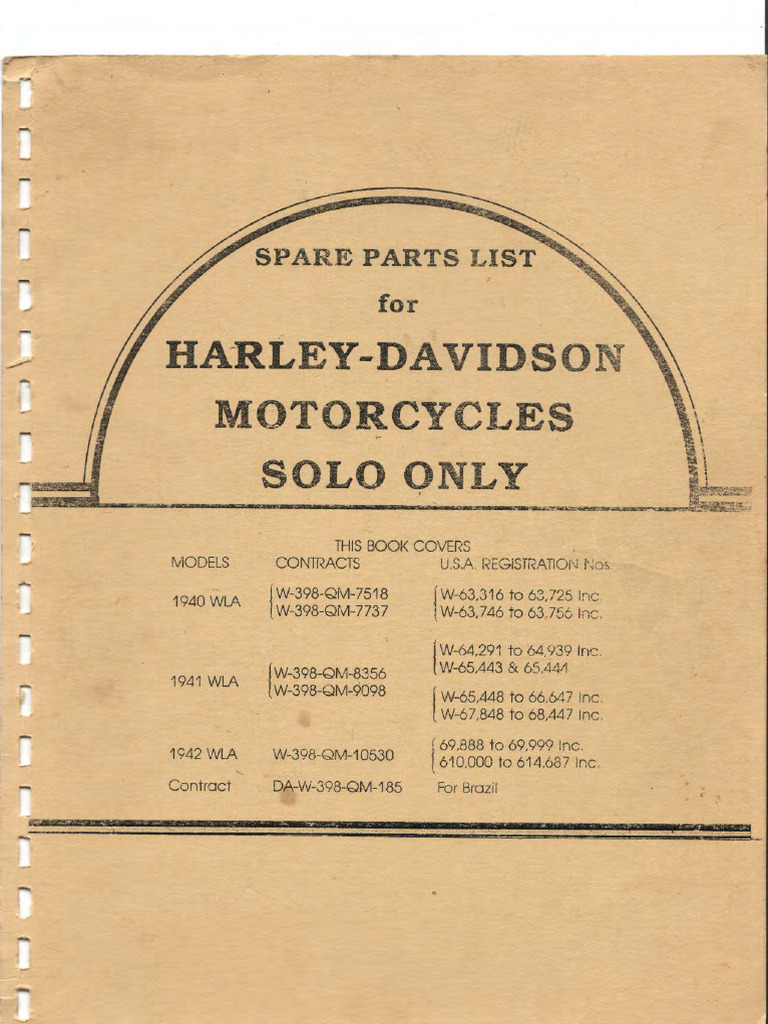 SPARE PARTS LIST
for
HARLEY-DAVIDSON
MOTORCYCLES
SOLO ONLY
THIS BOOK COVERS
MODELS CONTRACTS U.S.A. REGISTRATION Nos.
1940 WLA W-398-QM-7518 W-63,316 to 63,725 Inc.
W-398-QM-7737 W-63,746 to 63,756 Inc.
W-64,291 to 64,939 Inc.
W-65,443 & 65,444
1941 WLA W-398-QM-8356
W-398-QM-9098
W-65,448 to 66,647 Inc.
W-67,848 to 68,447 Inc.
1942 WLA W-398-QM-10530 69,888 to 69,999 Inc.
610,000 to 614,687 Inc.
Contract DA-W-398-QM-185 For Brazil